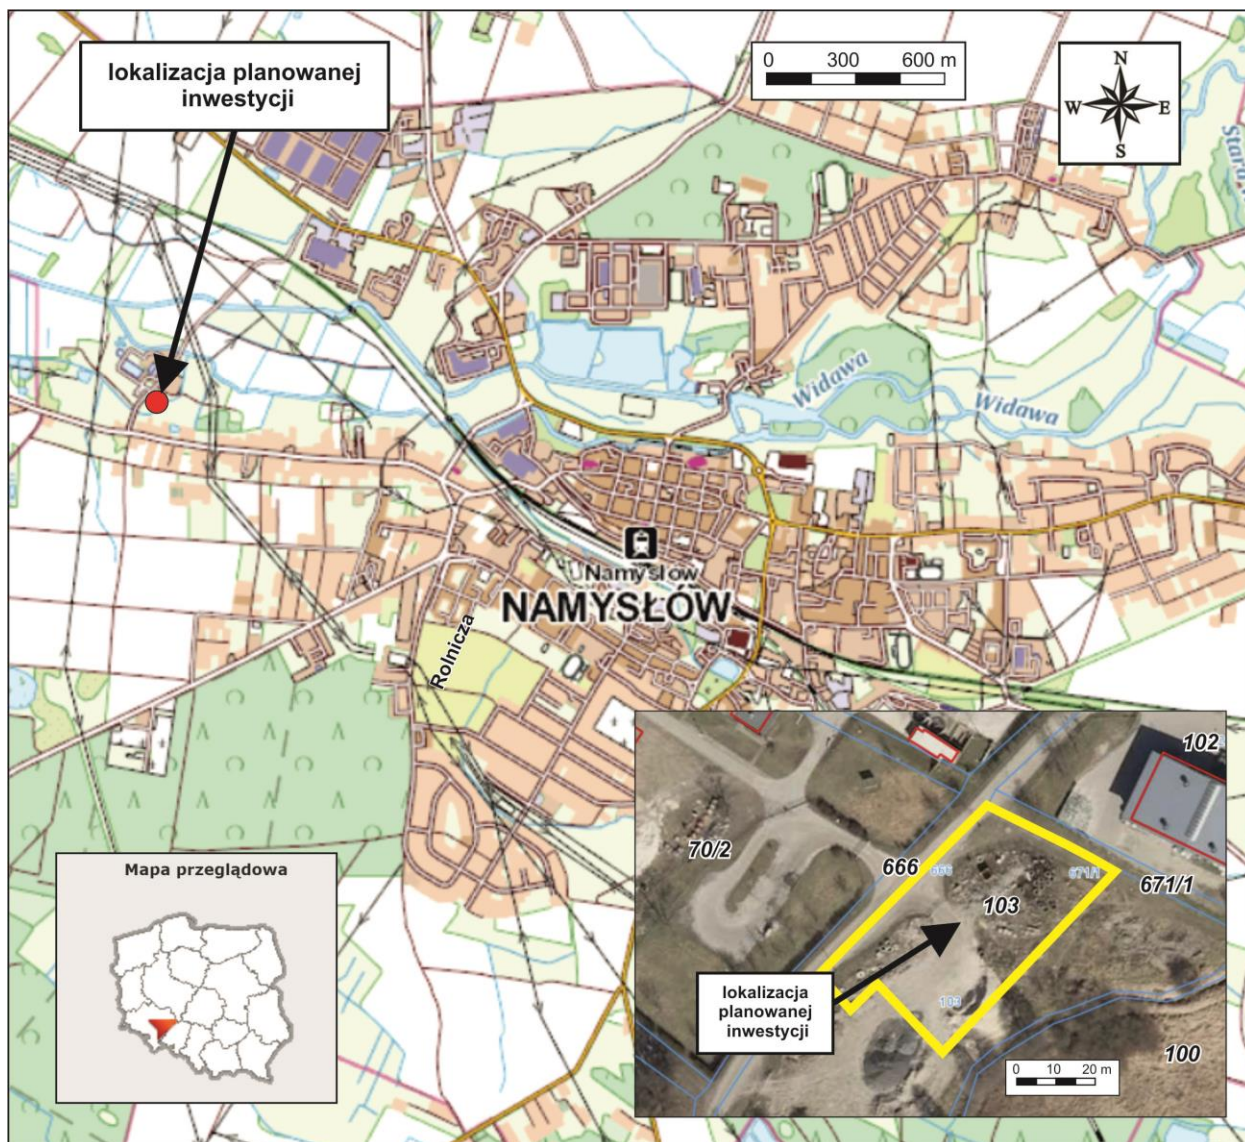 lokalizacja planowanej
inwestycji
0 300 600 m
N
W E
S
Widawa
Widawa
Namysłów
NAMYSŁÓW
Rolnicza
Mapa przeglądowa
102
70/2
666
666
671/1
671/1
103
lokalizacja
planowanej
inwestycji
103
100
0 10 20 m